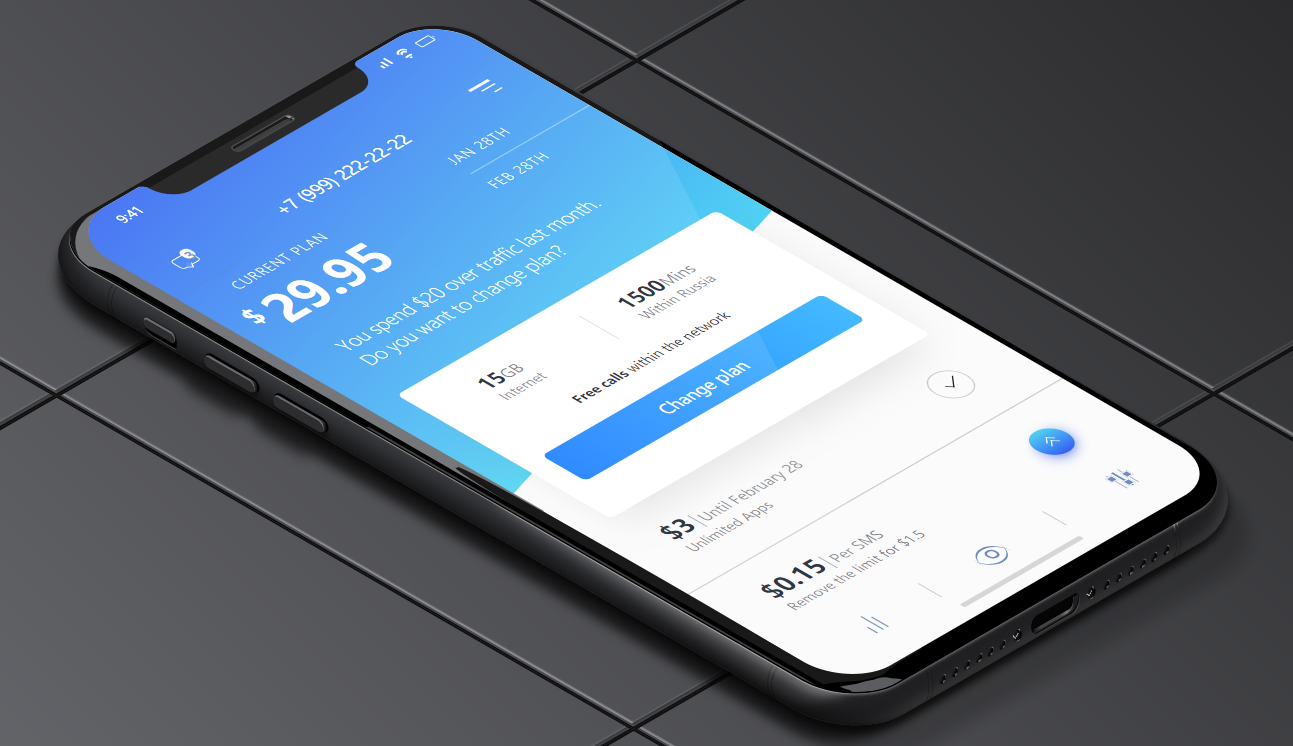 9:41
+7 (999) 222-22-22
CURRENT PLAN
$29.95
JAN 28TH
FEB 28TH
You spend $20 over traffic last month.
Do you want to change plan?
15GB
Internet
1500Mins
Within Russia
Free calls within the network
Change plan
$3|Until February 28
Unlimited Apps
$0.15|Per SMS
Remove the limit for $1.5